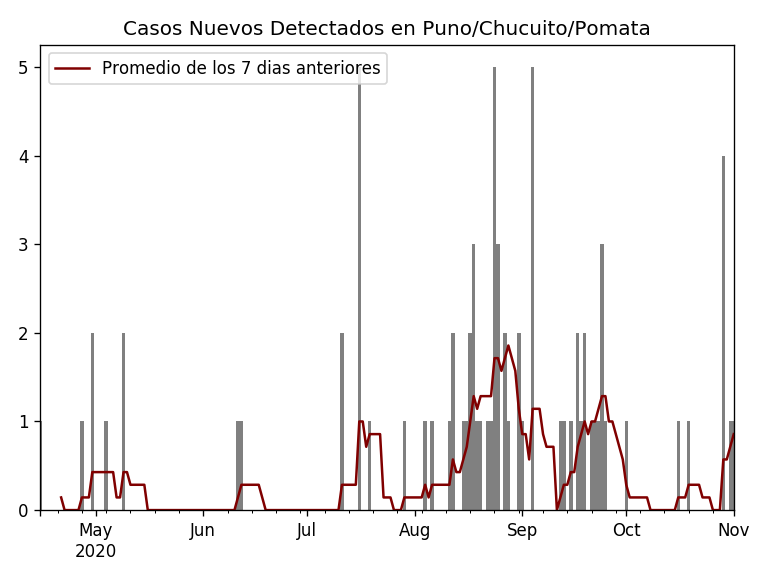 Casos Nuevos Detectados en Puno/Chucuito/Pomata
Promedio de los 7 dias anteriores
5
4
3
2
1
0
May Jun Jul Aug Sep Oct Nov
2020